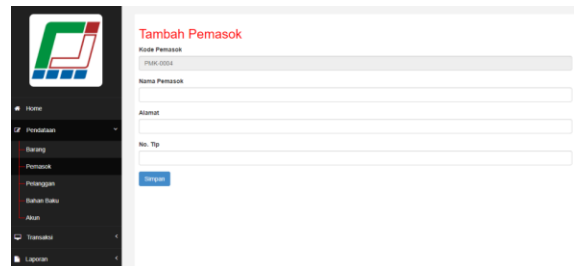 Tambah Pemasok
Kode Pemasok
PMK-0004
Nama Pemasok
Alamat
No. Tlp
Simpan
Home
Pendataan
Barang
Pemasok
Pelanggan
Bahan Baku
Akun
Transaksi
Laporan